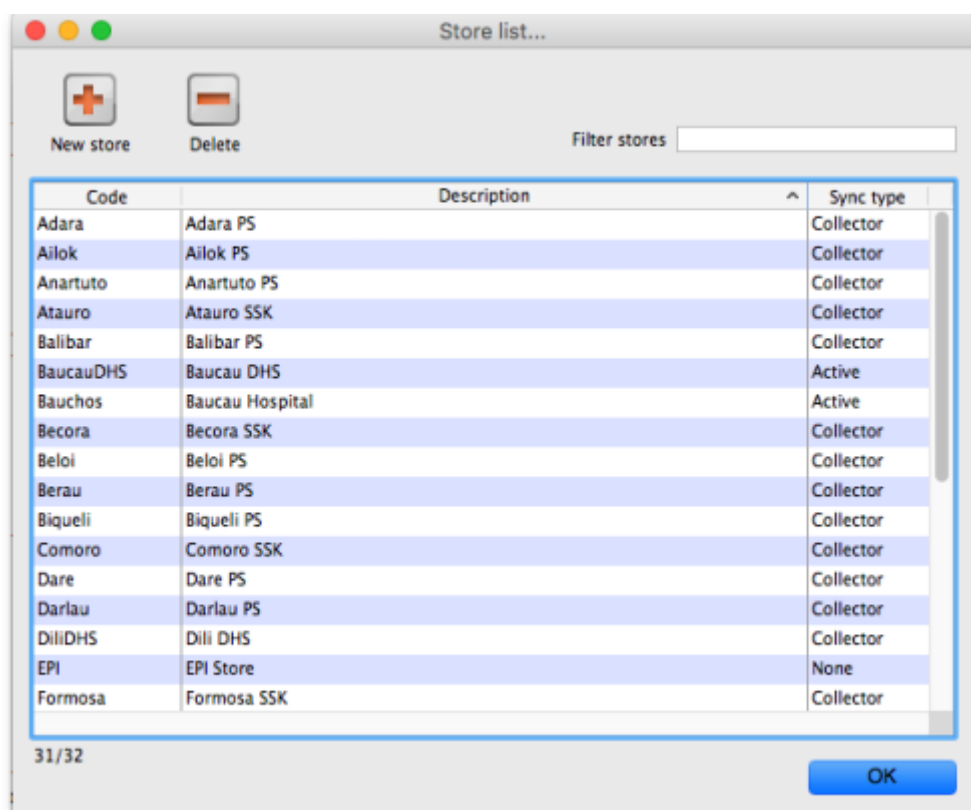 Store list...
New store Delete Filter stores
Code Description Sync type
Adara Adara PS Collector
Ailok Ailok PS Collector
Anartuto Anartuto PS Collector
Atauro Atauro SSK Collector
Balibar Balibar PS Collector
BaucauDHS Baucau DHS Active
Bauchos Baucau Hospital Active
Becora Becora SSK Collector
Beloi Beloi PS Collector
Berau Berau PS Collector
Biqueli Biqueli PS Collector
Comoro Comoro SSK Collector
Dare Dare PS Collector
Darlau Darlau PS Collector
DiliDHS Dili DHS Collector
EPI EPI Store None
Formosa Formosa SSK Collector
31/32
OK